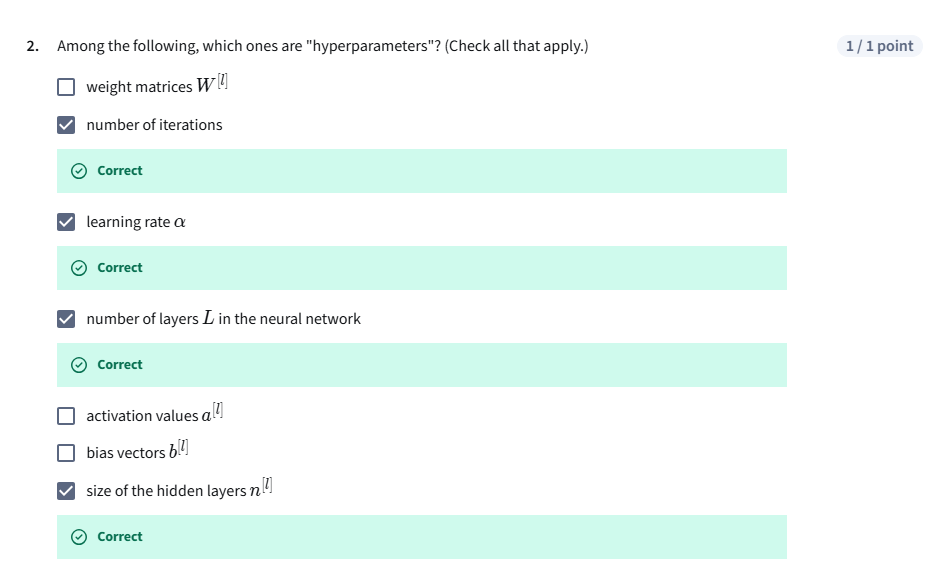 2. Among the following, which ones are "hyperparameters"? (Check all that apply.) 1 / 1 point
weight matrices W^[l]
number of iterations
Correct
learning rate α
Correct
number of layers L in the neural network
Correct
activation values a^[l]
bias vectors b^[l]
size of the hidden layers n^[l]
Correct